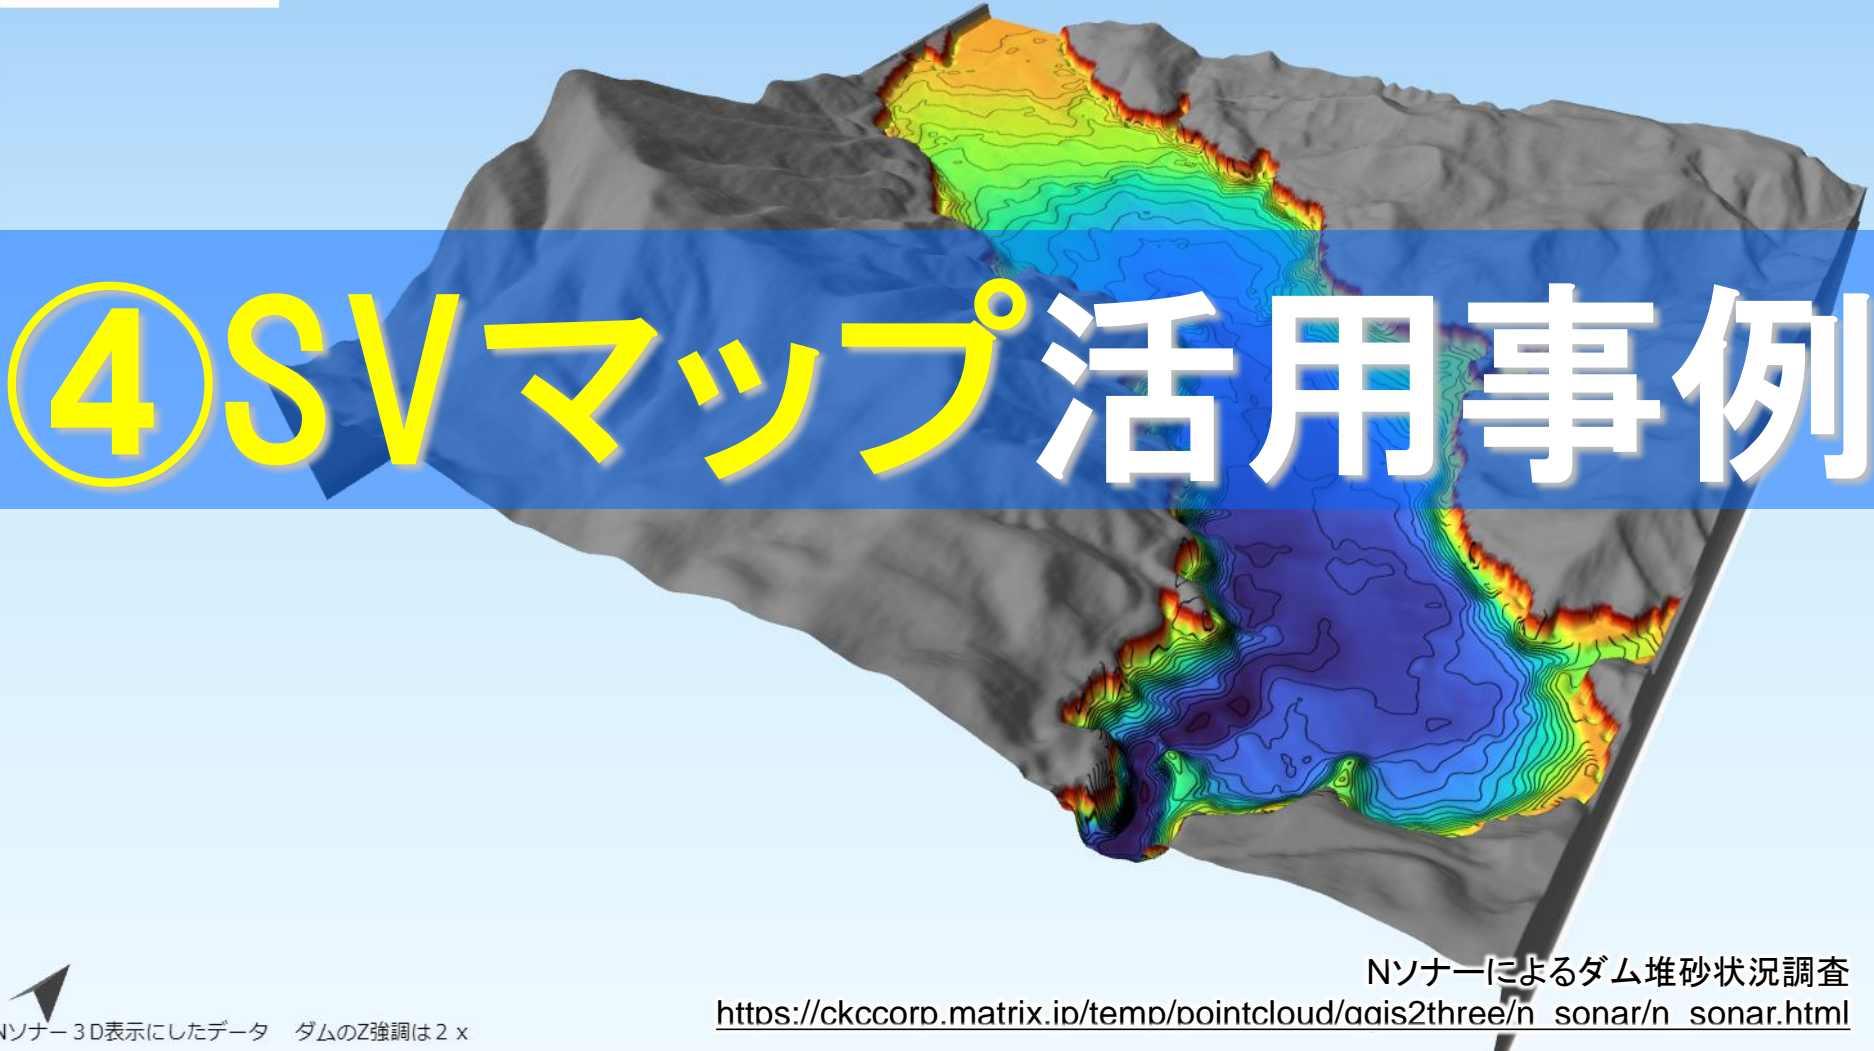 ④SVマップ活用事例
Nソナーによるダム堆砂状況調査
https://ckccorp.matrix.jp/temp/pointcloud/qgis2three/n_sonar/n_sonar.html
Nソナー３D表示にしたデータ　ダムのZ強調は２ｘ